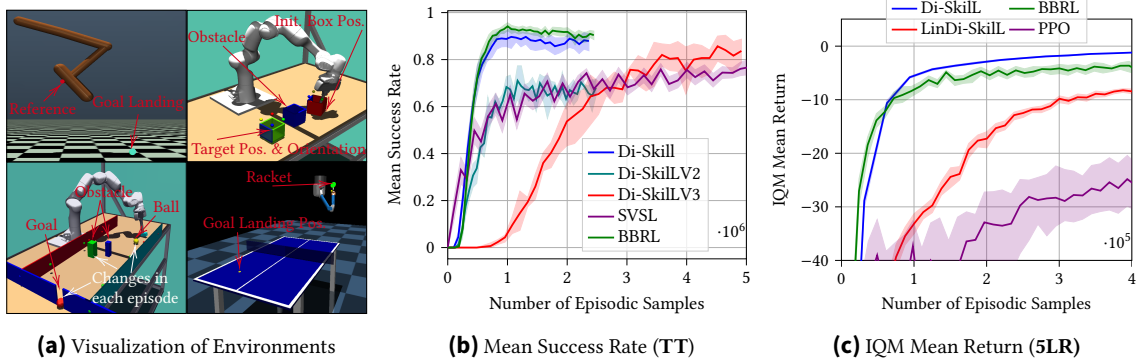 Reference
Goal Landing
Obstacle
Init. Box Pos.
Target Pos. & Orientation
Obstacle
Goal
Ball
Changes in
each episode
Racket
Goal Landing Pos.
(a) Visualization of Environments
1
0.8
0.6
0.4
0.2
0
Mean Success Rate
Di-Skill
Di-SkilLV2
Di-SkilLV3
SVSL
BBRL
·10⁶
0 1 2 3 4 5
Number of Episodic Samples
(b) Mean Success Rate (TT)
Di-SkilL BBRL
LinDi-SkilL PPO
0
−10
−20
−30
−40
IQM Mean Return
·10⁵
0 1 2 3 4
Number of Episodic Samples
(c) IQM Mean Return (5LR)